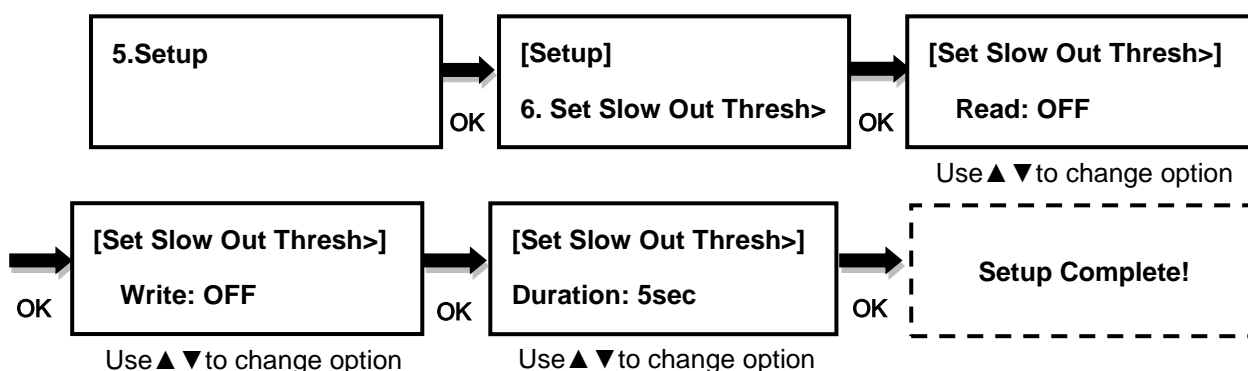 5.Setup
OK
[Setup]
6. Set Slow Out Thresh>
OK
[Set Slow Out Thresh>]
Read: OFF
Use▲▼to change option
OK
[Set Slow Out Thresh>]
Write: OFF
Use▲▼to change option
OK
[Set Slow Out Thresh>]
Duration: 5sec
Use▲▼to change option
OK
Setup Complete!